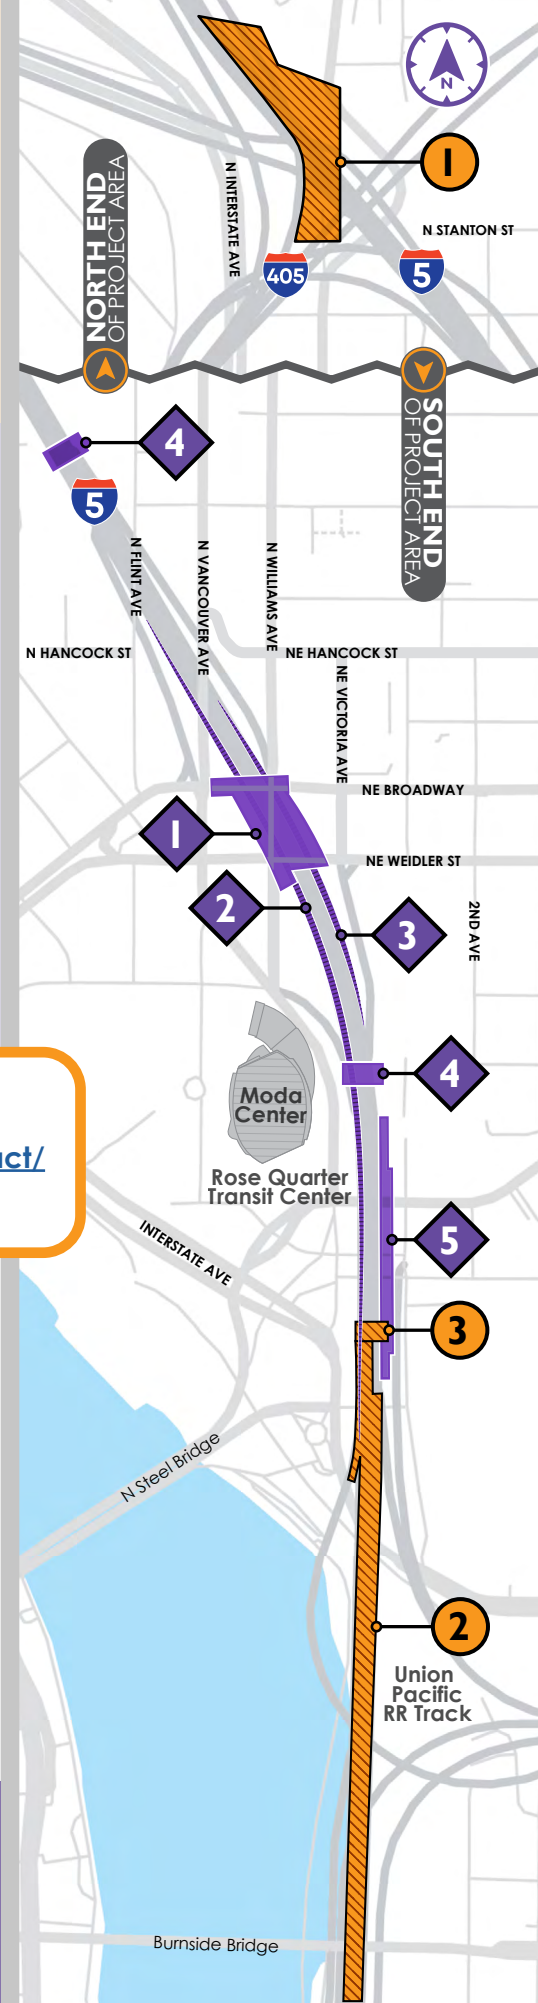 N
1
NORTH END
OF PROJECT AREA
N INTERSTATE AVE
N STANTON ST
405
5
SOUTH END
OF PROJECT AREA
4
5
N FLINT AVE
N VANCOUVER AVE
N WILLIAMS AVE
N HANCOCK ST
NE HANCOCK ST
NE VICTORIA AVE
NE BROADWAY
1
NE WEIDLER ST
2
3
2ND AVE
4
Moda
Center
act/
Rose Quarter
Transit Center
INTERSTATE AVE
5
3
N Steel Bridge
2
Union
Pacific
RR Track
Burnside Bridge